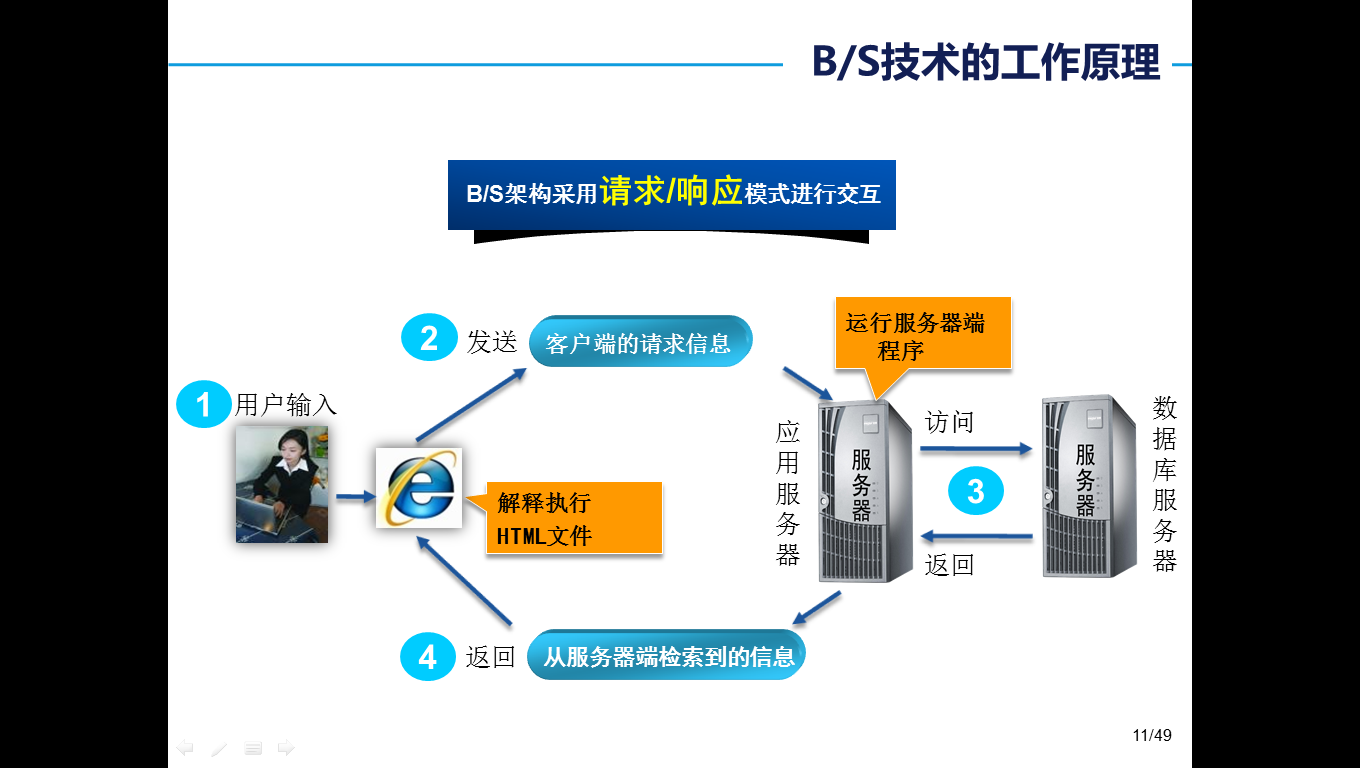 B/S技术的工作原理
B/S架构采用请求/响应模式进行交互
2 发送 客户端的请求信息
运行服务器端
程序
1 用户输入
解释执行
HTML文件
应用服务器
服务器
访问
3
返回
服务器
数据库服务器
4 返回 从服务器端检索到的信息
11/49